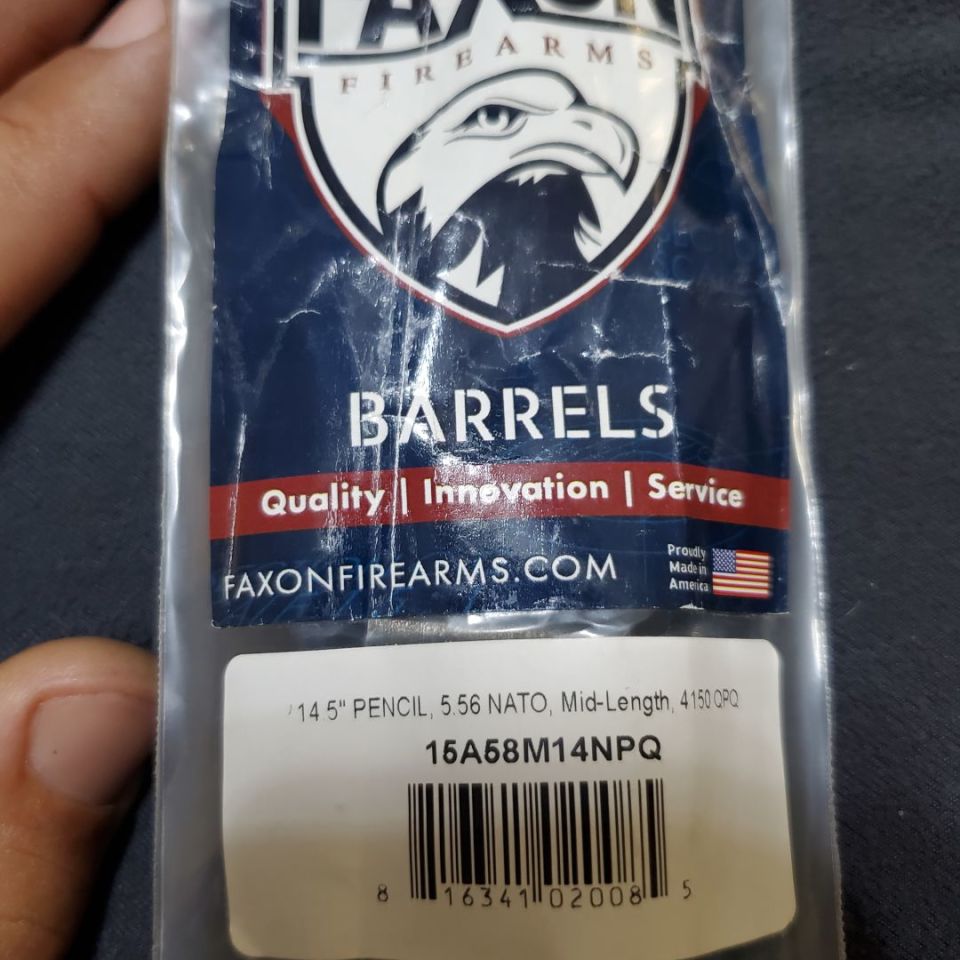 FAXON
FIREARMS
BARRELS
Quality | Innovation | Service
FAXONFIREARMS.COM
Proudly
Made in
America
14.5" PENCIL, 5.56 NATO, Mid-Length, 4150 QPQ
15A58M14NPQ
8 16341 02008 5